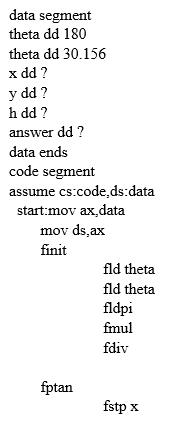 data segment
theta dd 180
theta dd 30.156
x dd ?
y dd ?
h dd ?
answer dd ?
data ends
code segment
assume cs:code,ds:data
start:mov ax,data
mov ds,ax
finit
fld theta
fld theta
fldpi
fmul
fdiv
fptan
fstp x